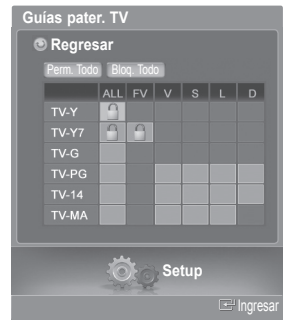 Guías pater. TV
Regresar
Perm. Todo Bloq. Todo
ALL FV V S L D
TV-Y
TV-Y7
TV-G
TV-PG
TV-14
TV-MA
Setup
Ingresar